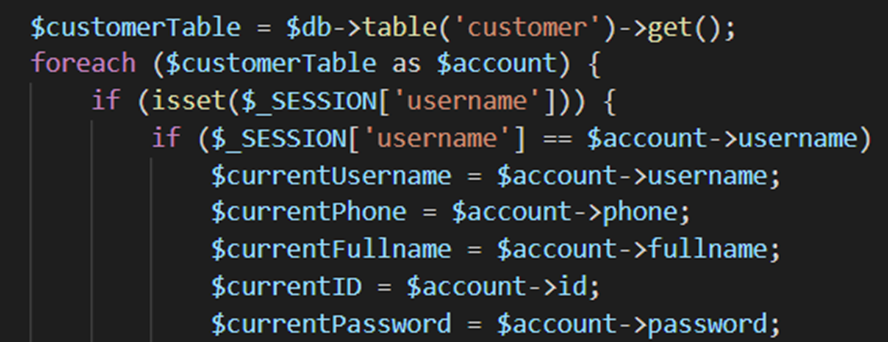 $customerTable = $db->table('customer')->get();
foreach ($customerTable as $account) {
if (isset($_SESSION['username'])) {
if ($_SESSION['username'] == $account->username)
$currentUsername = $account->username;
$currentPhone = $account->phone;
$currentFullname = $account->fullname;
$currentID = $account->id;
$currentPassword = $account->password;